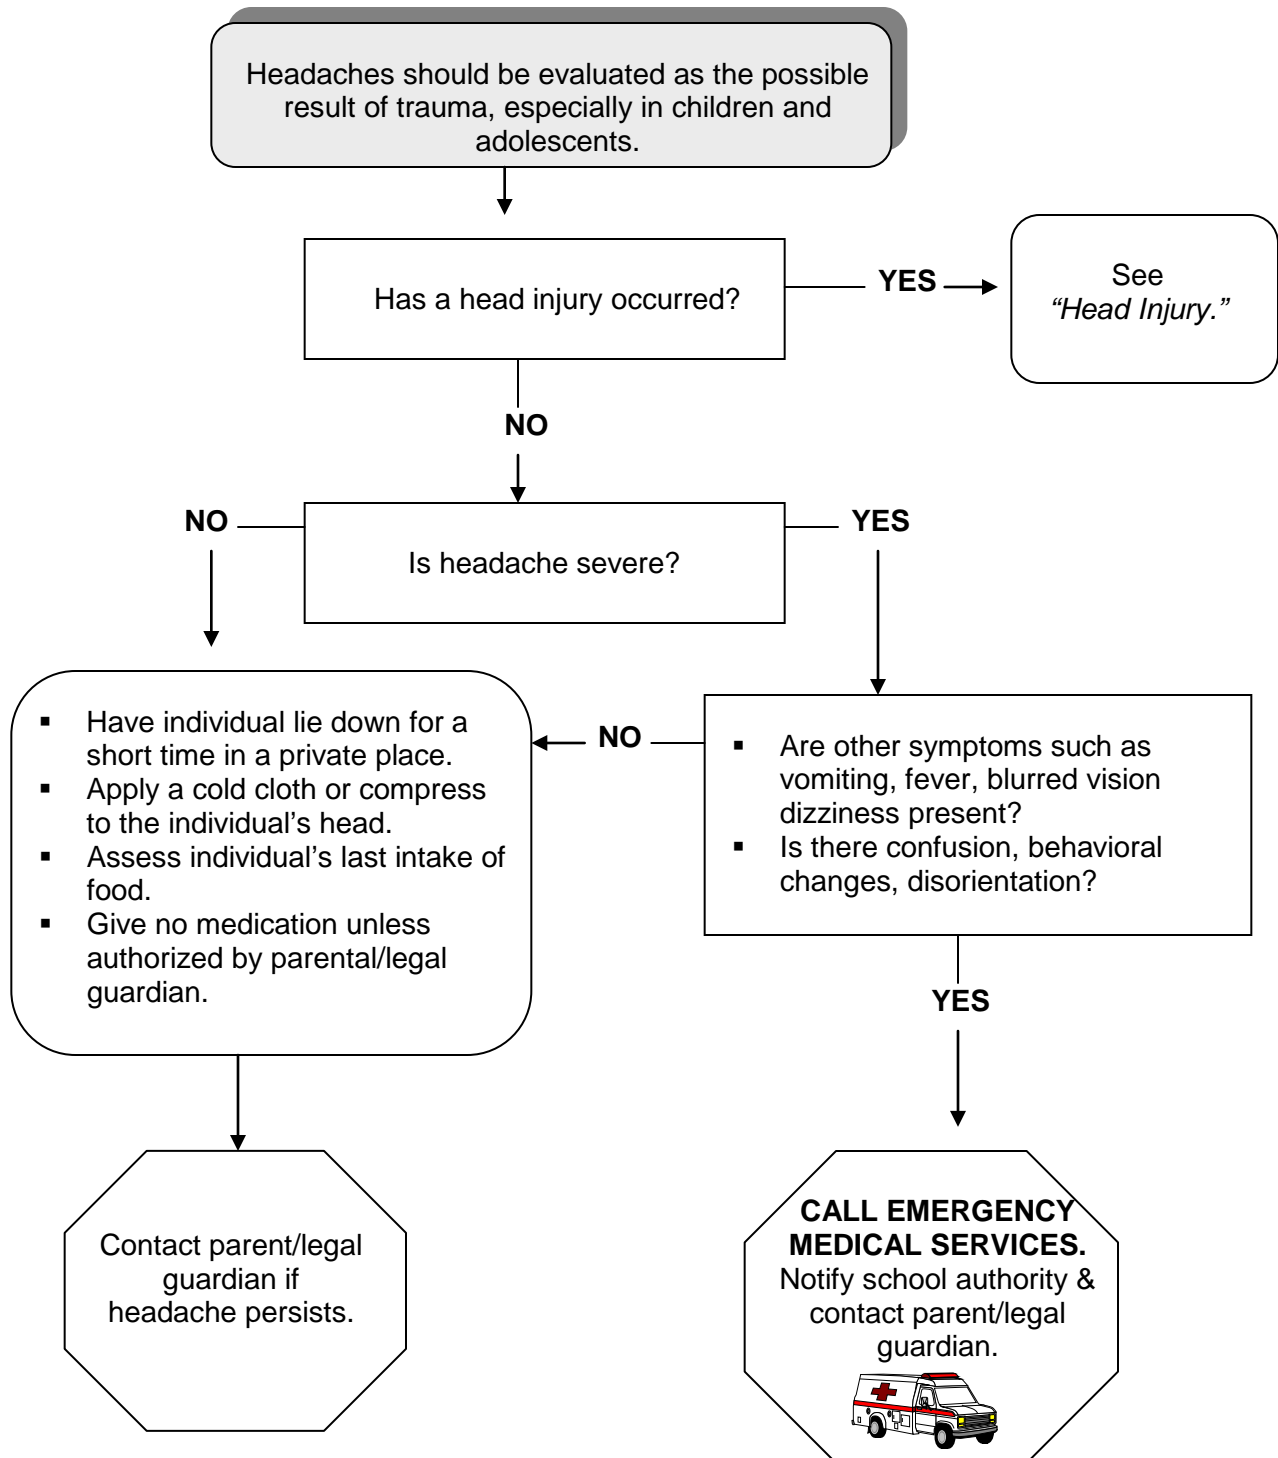 Headaches should be evaluated as the possible
result of trauma, especially in children and
adolescents.
Has a head injury occurred?
YES
See
“Head Injury.”
NO
Is headache severe?
NO
YES
▪ Have individual lie down for a
short time in a private place.
▪ Apply a cold cloth or compress
to the individual’s head.
▪ Assess individual’s last intake of
food.
▪ Give no medication unless
authorized by parental/legal
guardian.
NO
▪ Are other symptoms such as
vomiting, fever, blurred vision
dizziness present?
▪ Is there confusion, behavioral
changes, disorientation?
YES
Contact parent/legal
guardian if
headache persists.
CALL EMERGENCY
MEDICAL SERVICES.
Notify school authority &
contact parent/legal
guardian.